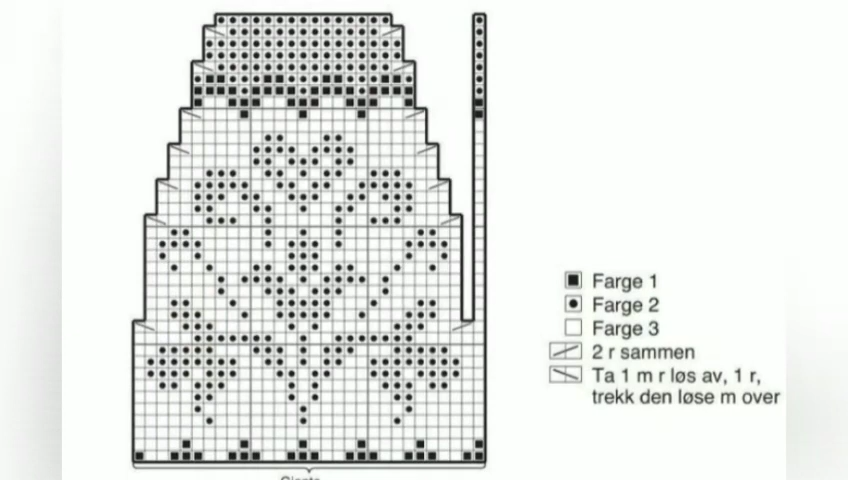 Farge 1
Farge 2
Farge 3
2 r sammen
Ta 1 m r løs av, 1 r,
trekk den løse m over